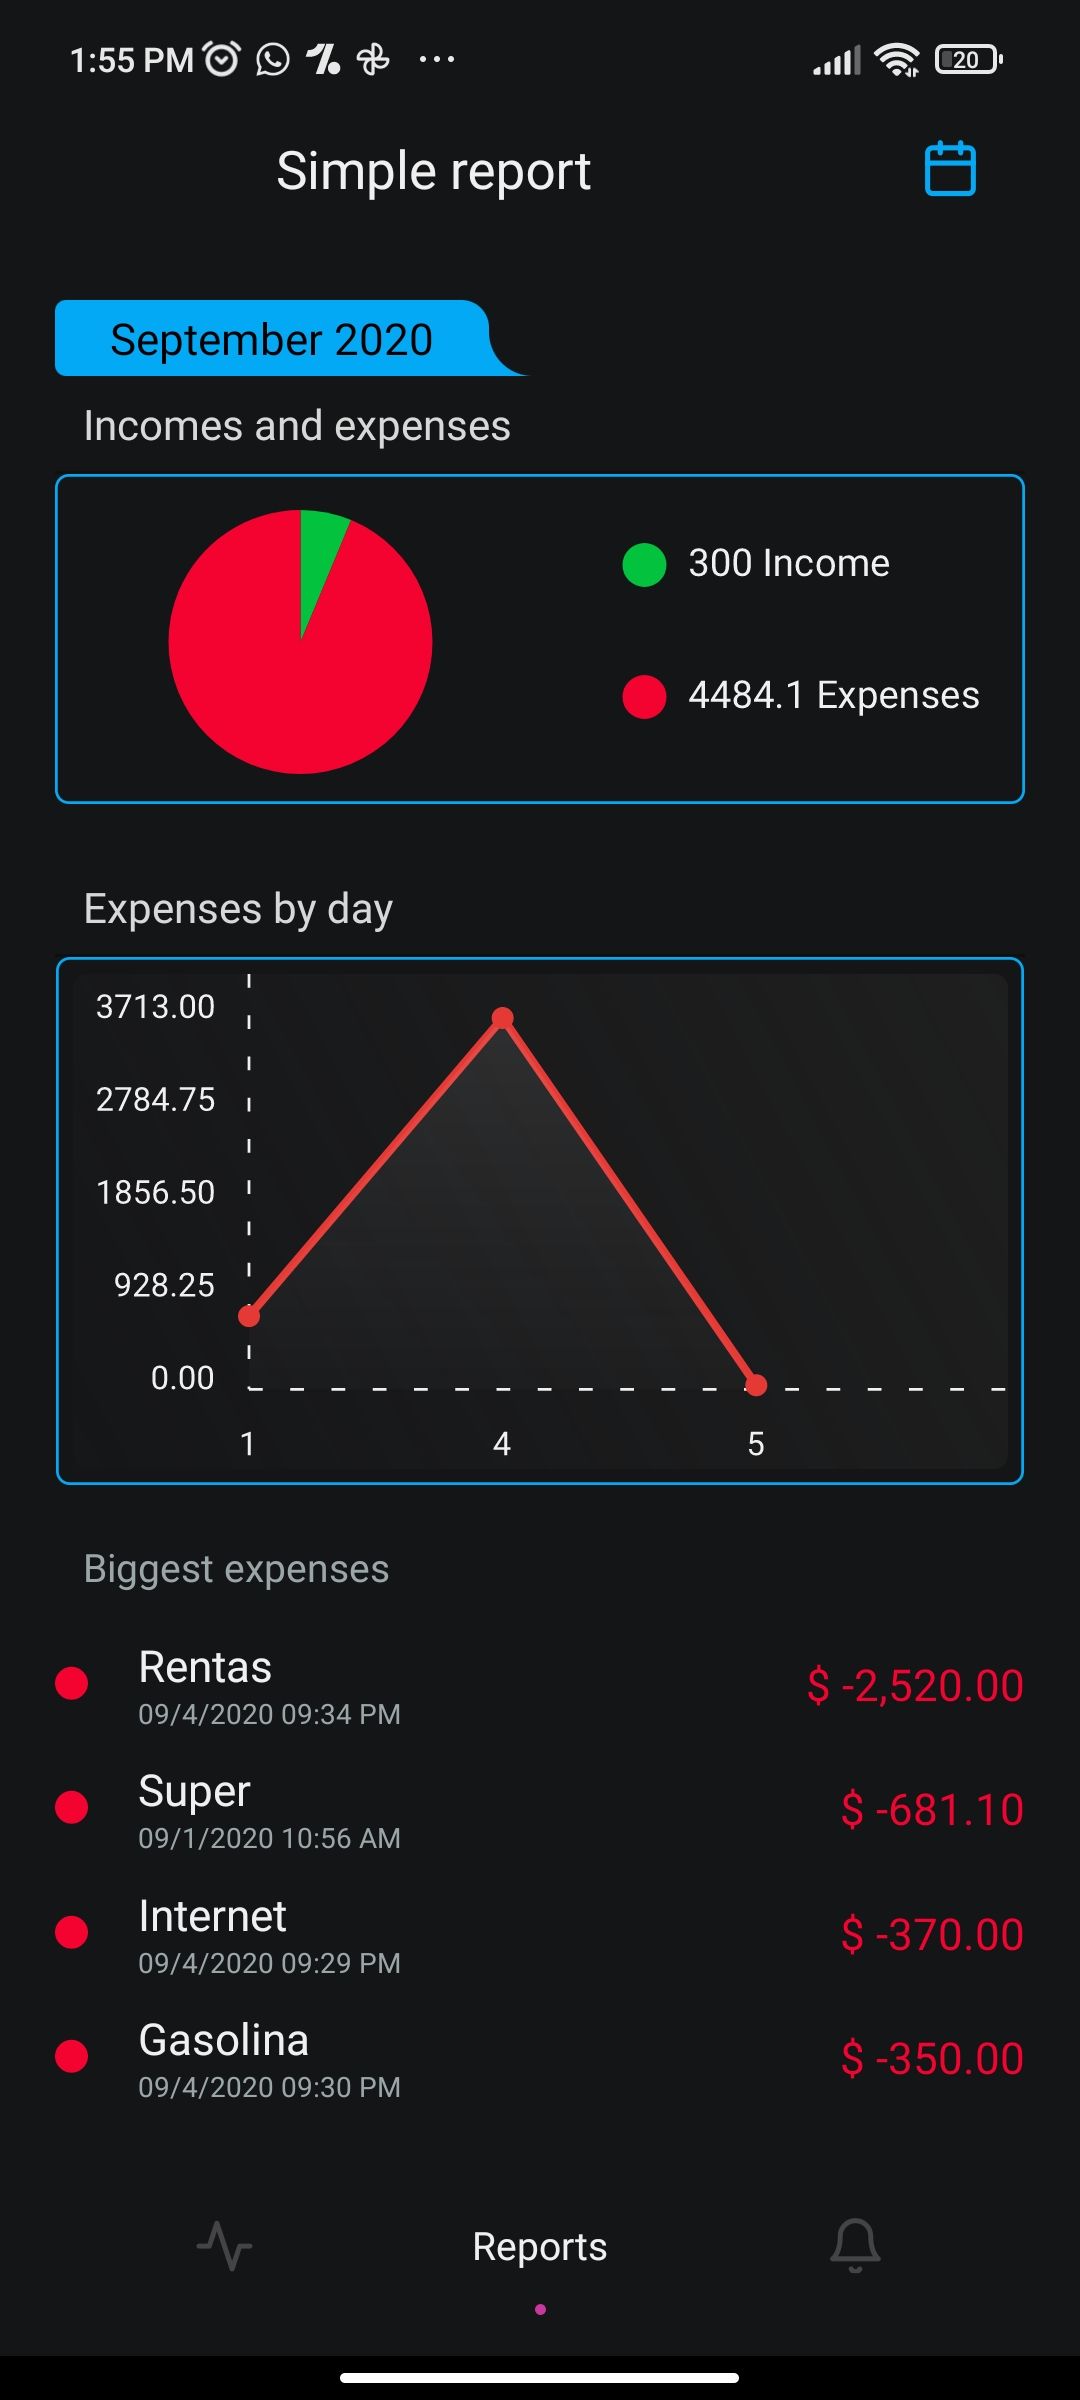 1:55 PM
20
Simple report
September 2020
Incomes and expenses
300 Income
4484.1 Expenses
Expenses by day
3713.00
2784.75
1856.50
928.25
0.00
1 4 5
Biggest expenses
Rentas
09/4/2020 09:34 PM
$ -2,520.00
Super
09/1/2020 10:56 AM
$ -681.10
Internet
09/4/2020 09:29 PM
$ -370.00
Gasolina
09/4/2020 09:30 PM
$ -350.00
Reports